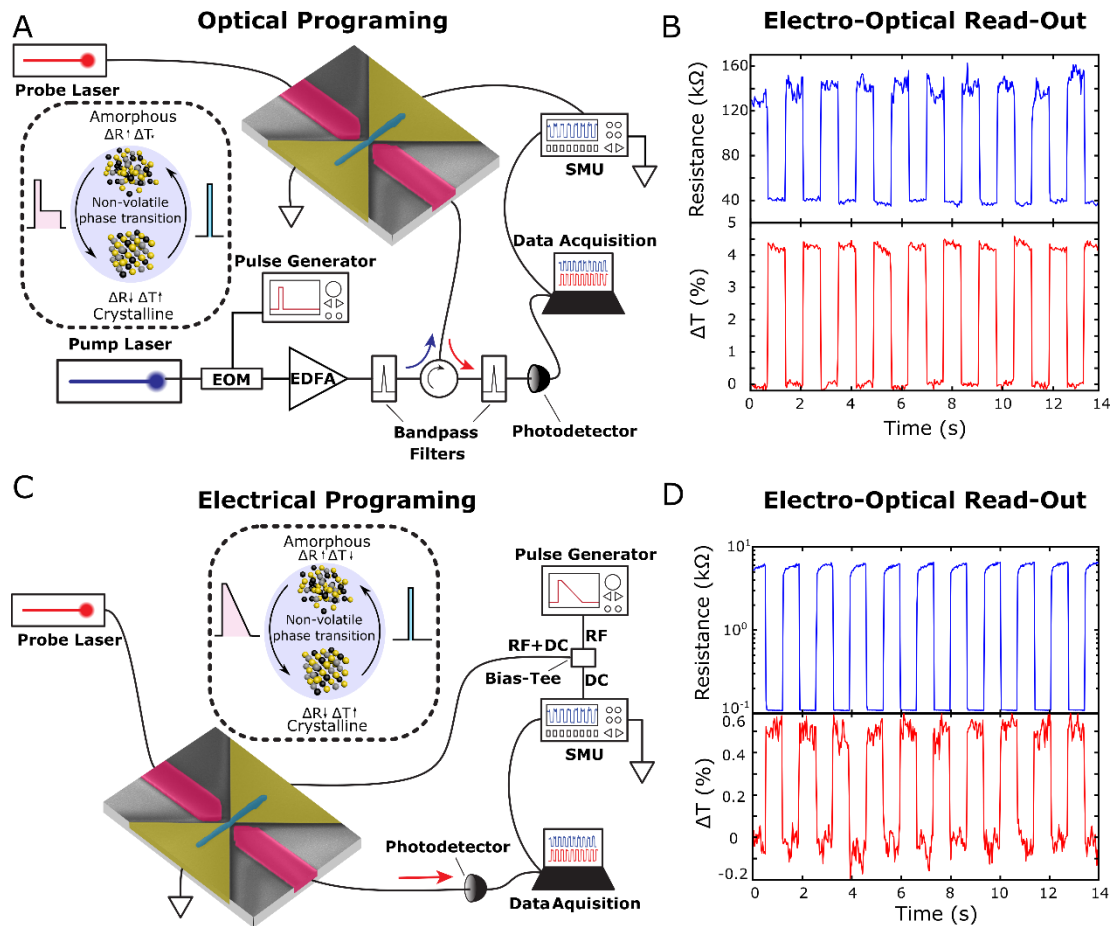 A
Optical Programing
Probe Laser
Amorphous
ΔR↑ΔT↓
Non-volatile
phase transition
ΔR↓ ΔT↑
Crystalline
SMU
Data Acquisition
Pulse Generator
Pump Laser
EOM
EDFA
Bandpass
Filters
Photodetector
B
Electro-Optical Read-Out
Resistance (kΩ)
160
120
80
40
5
ΔT (%)
4
3
2
1
0
0 2 4 6 8 10 12 14
Time (s)
C
Electrical Programing
Probe Laser
Amorphous
ΔR↑ΔT↓
Non-volatile
phase transition
ΔR↓ ΔT↑
Crystalline
Pulse Generator
RF
RF+DC
Bias-Tee
DC
SMU
Photodetector
Data Aquisition
D
Electro-Optical Read-Out
Resistance (kΩ)
10¹
10⁰
10⁻¹
ΔT (%)
0.6
0.4
0.2
0
-0.2
0 2 4 6 8 10 12 14
Time (s)